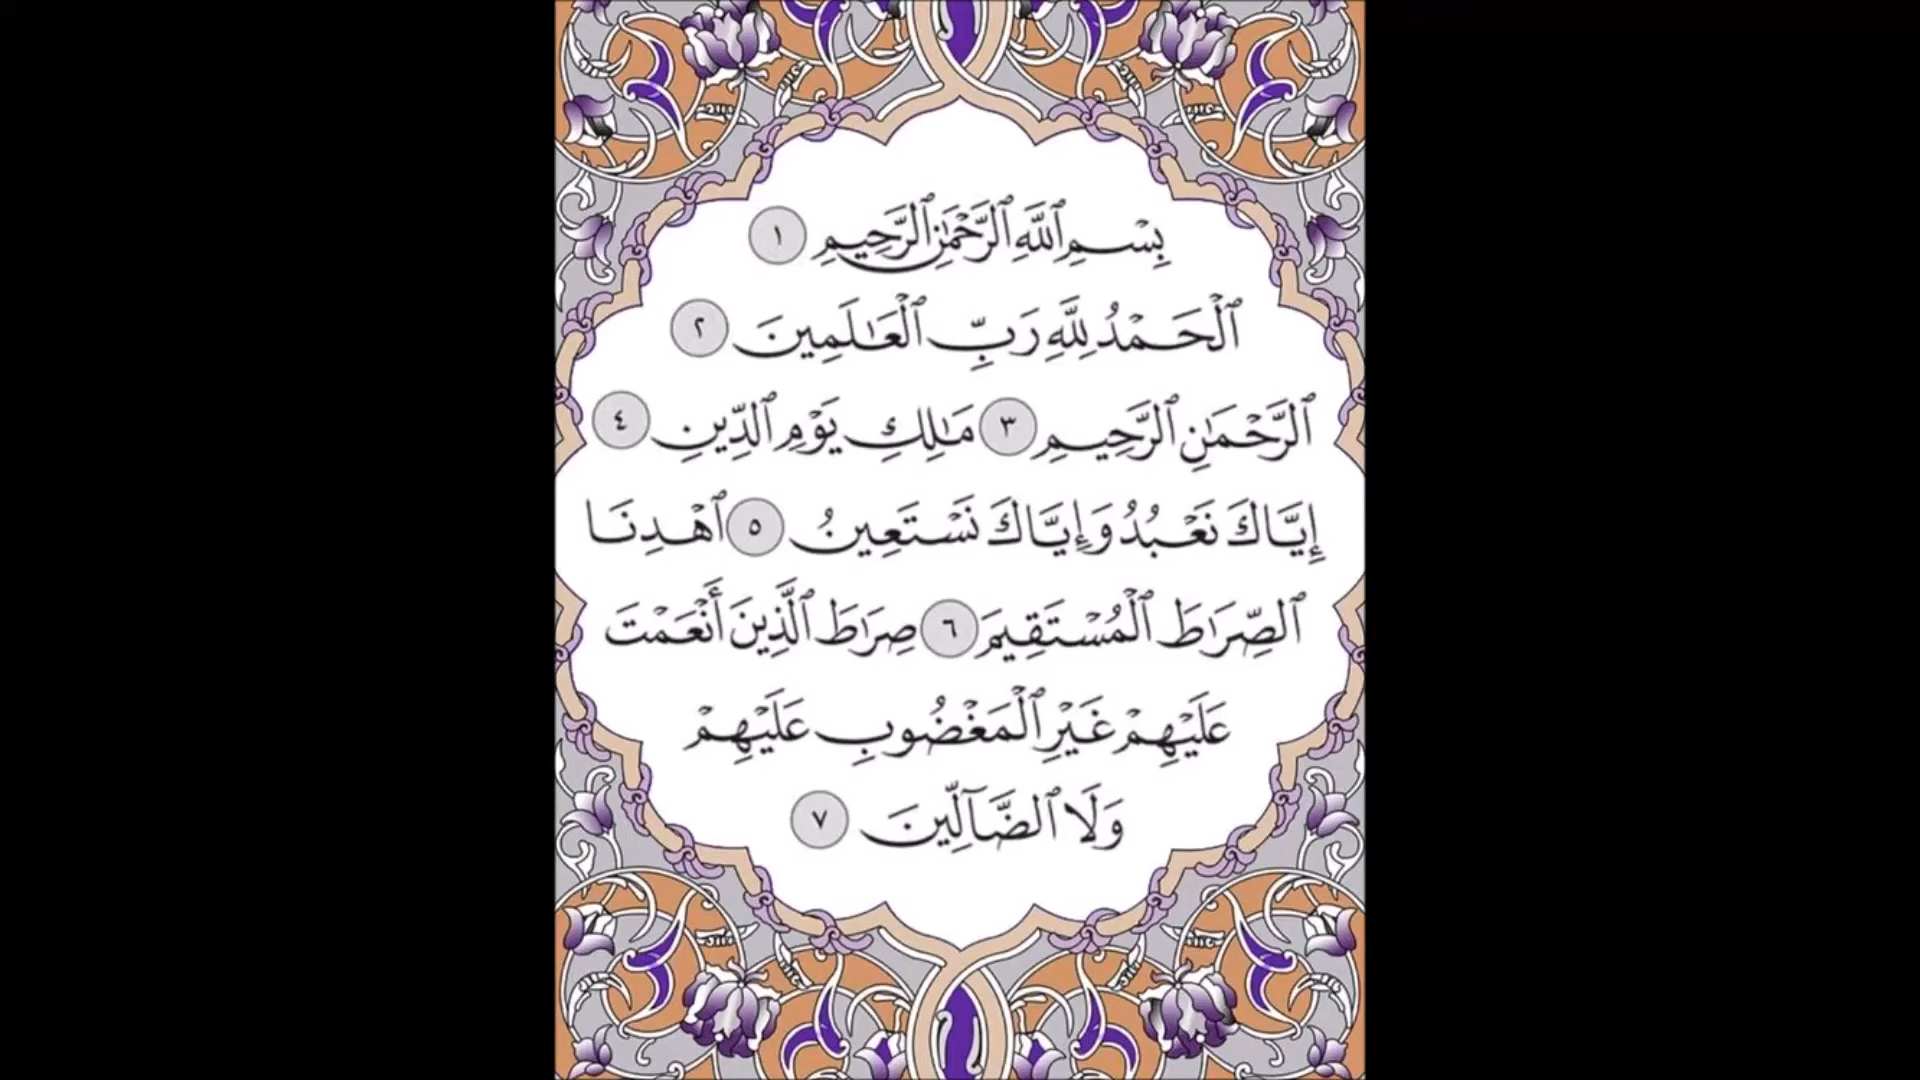 بِسْمِ ٱللَّهِ ٱلرَّحْمَٰنِ ٱلرَّحِيمِ ١
ٱلْحَمْدُ لِلَّهِ رَبِّ ٱلْعَٰلَمِينَ ٢
ٱلرَّحْمَٰنِ ٱلرَّحِيمِ ٣ مَٰلِكِ يَوْمِ ٱلدِّينِ ٤
إِيَّاكَ نَعْبُدُ وَإِيَّاكَ نَسْتَعِينُ ٥ ٱهْدِنَا
ٱلصِّرَٰطَ ٱلْمُسْتَقِيمَ ٦ صِرَٰطَ ٱلَّذِينَ أَنْعَمْتَ
عَلَيْهِمْ غَيْرِ ٱلْمَغْضُوبِ عَلَيْهِمْ
وَلَا ٱلضَّآلِّينَ ٧